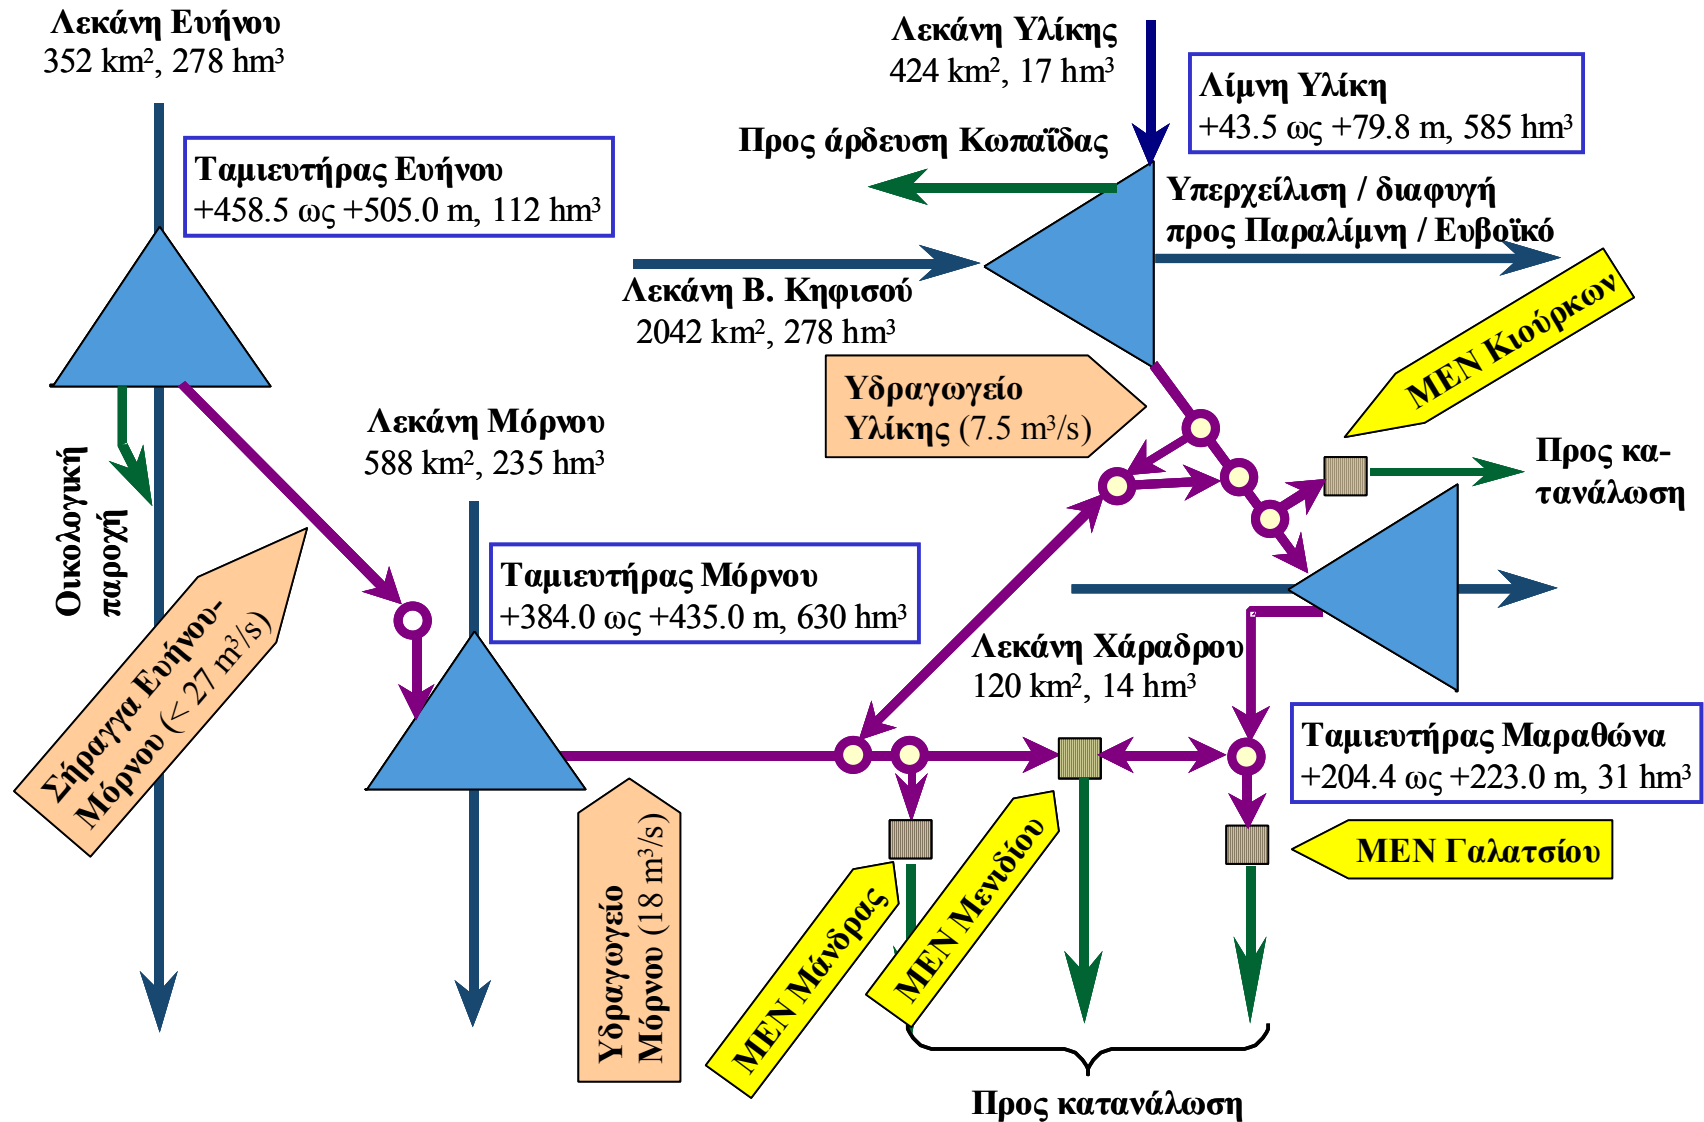 Λεκάνη Ευήνου
352 km², 278 hm³
Λεκάνη Υλίκης
424 km², 17 hm³
Λίμνη Υλίκη
+43.5 ως +79.8 m, 585 hm³
Προς άρδευση Κωπαΐδας
Ταμιευτήρας Ευήνου
+458.5 ως +505.0 m, 112 hm³
Υπερχείλιση / διαφυγή
προς Παραλίμνη / Ευβοϊκό
Λεκάνη Β. Κηφισού
2042 km², 278 hm³
ΜΕΝ Κιούρκων
Υδραγωγείο
Υλίκης (7.5 m³/s)
Λεκάνη Μόρνου
588 km², 235 hm³
Προς κα-
τανάλωση
Οικολογική
παροχή
Ταμιευτήρας Μόρνου
+384.0 ως +435.0 m, 630 hm³
Σήραγγα Ευήνου-
Μόρνου (< 27 m³/s)
Λεκάνη Χάραδρου
120 km², 14 hm³
Ταμιευτήρας Μαραθώνα
+204.4 ως +223.0 m, 31 hm³
Υδραγωγείο
Μόρνου (18 m³/s)
ΜΕΝ Μάνδρας
ΜΕΝ Μενιδίου
ΜΕΝ Γαλατσίου
Προς κατανάλωση